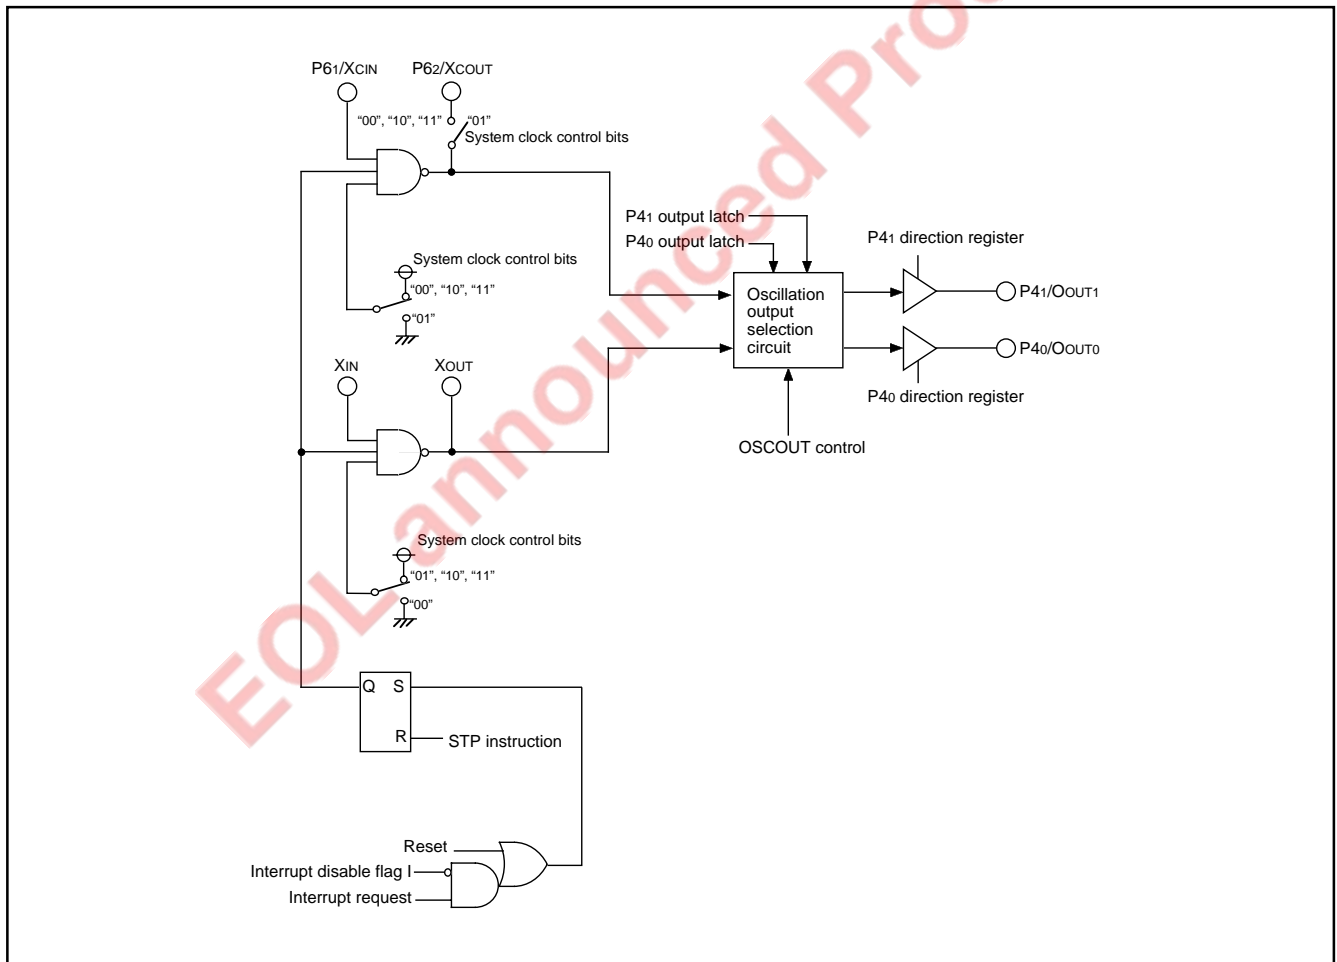 P61/XCIN P62/XCOUT
“00”, “10”, “11” “01”
System clock control bits
P41 output latch
P40 output latch
P41 direction register
System clock control bits
“00”, “10”, “11”
“01”
Oscillation
output
selection
circuit
P41/OOUT1
P40/OOUT0
XIN XOUT
P40 direction register
OSCOUT control
System clock control bits
“01”, “10”, “11”
“00”
Q S
R
STP instruction
Reset
Interrupt disable flag I
Interrupt request
EOL announced Pro